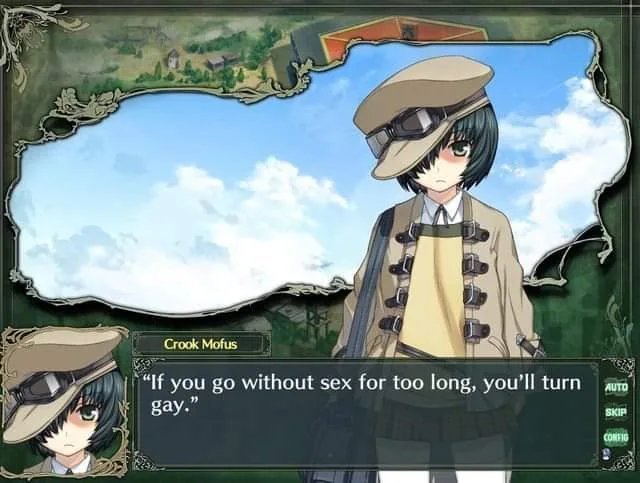 Crook Mofus
“If you go without sex for too long, you’ll turn
gay.”
AUTO
SKIP
CONFIG